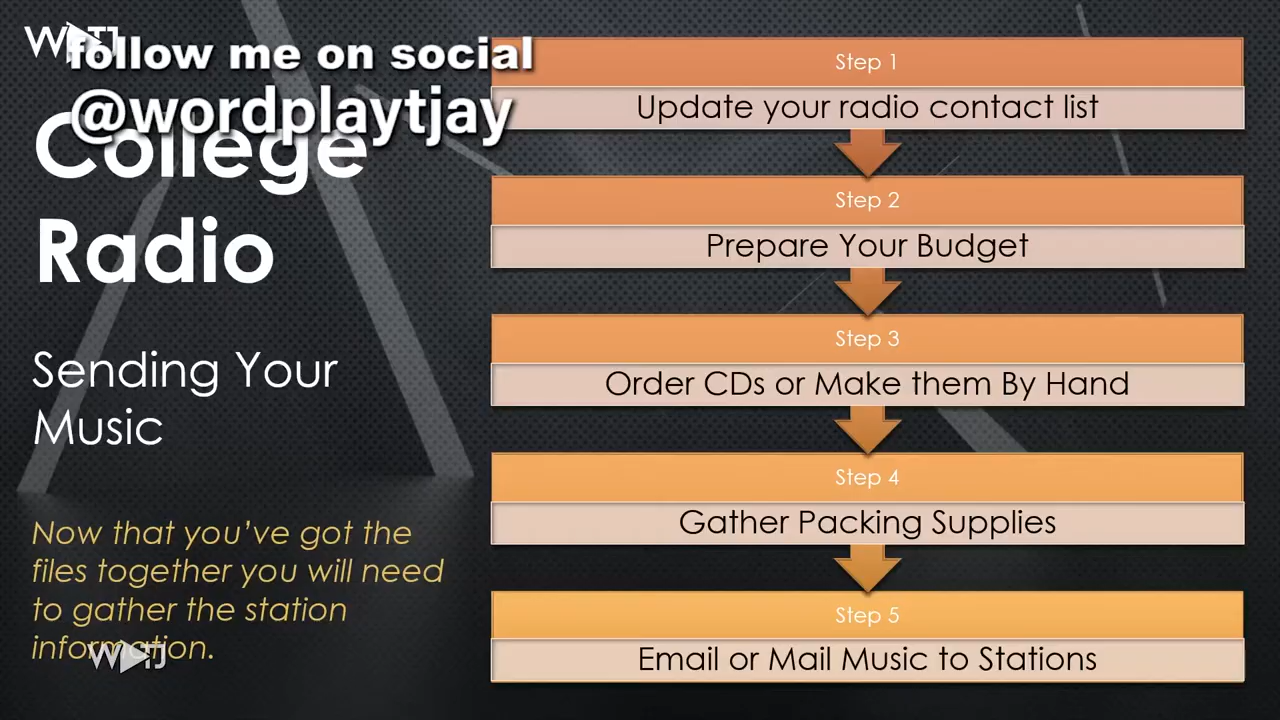 follow me on social
@wordplaytjay
College
Radio
Sending Your
Music
Now that you've got the
files together you will need
to gather the station
information.
Step 1
Update your radio contact list
Step 2
Prepare Your Budget
Step 3
Order CDs or Make them By Hand
Step 4
Gather Packing Supplies
Step 5
Email or Mail Music to Stations